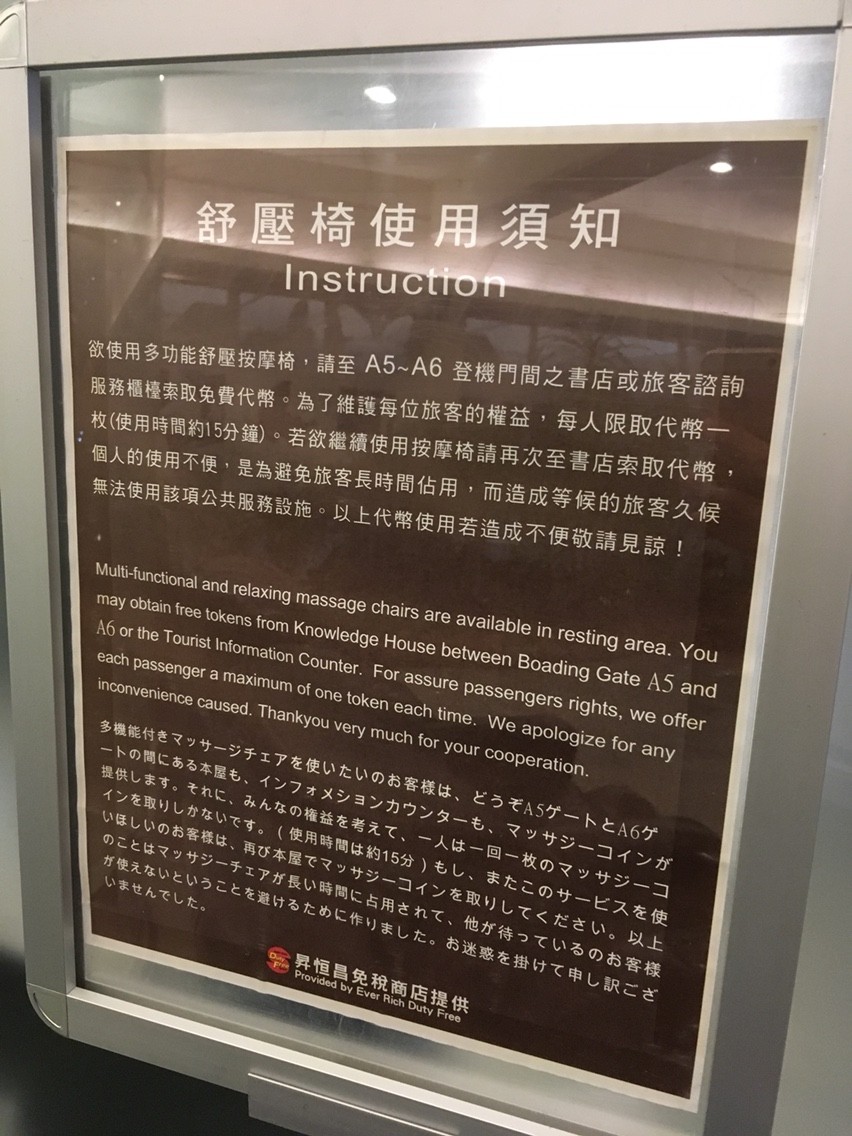 舒壓椅使用須知
Instruction
欲使用多功能舒壓按摩椅，請至 A5~A6 登機門間之書店或旅客諮詢
服務櫃檯索取免費代幣。為了維護每位旅客的權益，每人限取代幣一
枚(使用時間約15分鐘)。若欲繼續使用按摩椅請再次至書店索取代幣，
個人的使用不便，是為避免旅客長時間佔用，而造成等候的旅客久候
無法使用該項公共服務設施。以上代幣使用若造成不便敬請見諒！
Multi-functional and relaxing massage chairs are available in resting area. You
may obtain free tokens from Knowledge House between Boading Gate A5 and
A6 or the Tourist Information Counter. For assure passengers rights, we offer
each passenger a maximum of one token each time. We apologize for any
inconvenience caused. Thankyou very much for your cooperation.
多機能付きマッサージチェアを使いたいのお客様は、どうぞA5ゲートとA6ゲ
ートの間にある本屋も、インフォメションカウンターも、マッサジーコインが
提供します。それに、みんなの権益を考えて、一人は一回一枚のマッサジーコ
インを取りしかないです。（使用時間は約15分）もし、またこのサービスを使
いほしいのお客様は、再び本屋でマッサジーコインを取りしてください。以上
のことはマッサジーチェアが長い時間に占用されて、他が待っているのお客様
が使えないということを避けるために作りました。お迷惑を掛けて申し訳ござ
いませんでした。
Duty Free
昇恒昌免稅商店提供
Provided by Ever Rich Duty Free